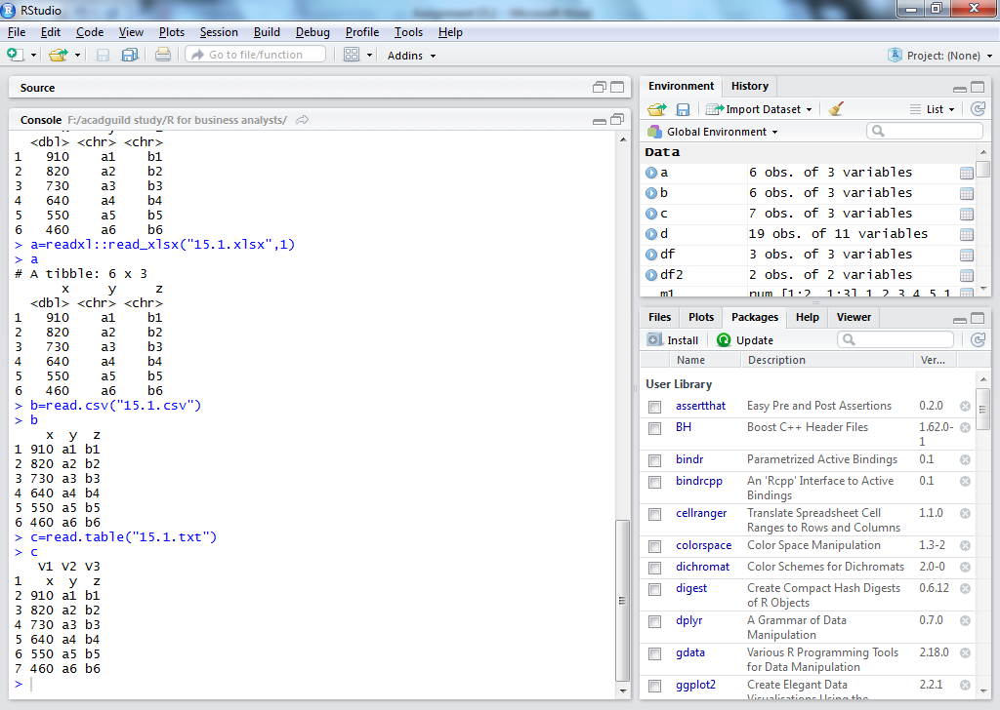 RStudio
File Edit Code View Plots Session Build Debug Profile Tools Help
Go to file/function Addins Project: (None)
Source
Console F:/acadguild study/R for business analysts/
<dbl> <chr> <chr>
1 910 a1 b1
2 820 a2 b2
3 730 a3 b3
4 640 a4 b4
5 550 a5 b5
6 460 a6 b6
> a=readxl::read_xlsx("15.1.xlsx",1)
> a
# A tibble: 6 x 3
x y z
<dbl> <chr> <chr>
1 910 a1 b1
2 820 a2 b2
3 730 a3 b3
4 640 a4 b4
5 550 a5 b5
6 460 a6 b6
> b=read.csv("15.1.csv")
> b
x y z
1 910 a1 b1
2 820 a2 b2
3 730 a3 b3
4 640 a4 b4
5 550 a5 b5
6 460 a6 b6
> c=read.table("15.1.txt")
> c
V1 V2 V3
1 x y z
2 910 a1 b1
3 820 a2 b2
4 730 a3 b3
5 640 a4 b4
6 550 a5 b5
7 460 a6 b6
>
Environment History
Import Dataset List
Global Environment
Data
a 6 obs. of 3 variables
b 6 obs. of 3 variables
c 7 obs. of 3 variables
d 19 obs. of 11 variables
df 3 obs. of 3 variables
df2 2 obs. of 2 variables
m1 num [1:2, 1:3] 1 2 3 4 5 1
Files Plots Packages Help Viewer
Install Update
Name Description Ver...
User Library
assertthat Easy Pre and Post Assertions 0.2.0
BH Boost C++ Header Files 1.62.0-
1
bindr Parametrized Active Bindings 0.1
bindrcpp An 'Rcpp' Interface to Active 0.1
Bindings
cellranger Translate Spreadsheet Cell 1.1.0
Ranges to Rows and Columns
colorspace Color Space Manipulation 1.3-2
dichromat Color Schemes for Dichromats 2.0-0
digest Create Compact Hash Digests 0.6.12
of R Objects
dplyr A Grammar of Data 0.7.0
Manipulation
gdata Various R Programming Tools 2.18.0
for Data Manipulation
ggplot2 Create Elegant Data 2.2.1
Visualisations Using the